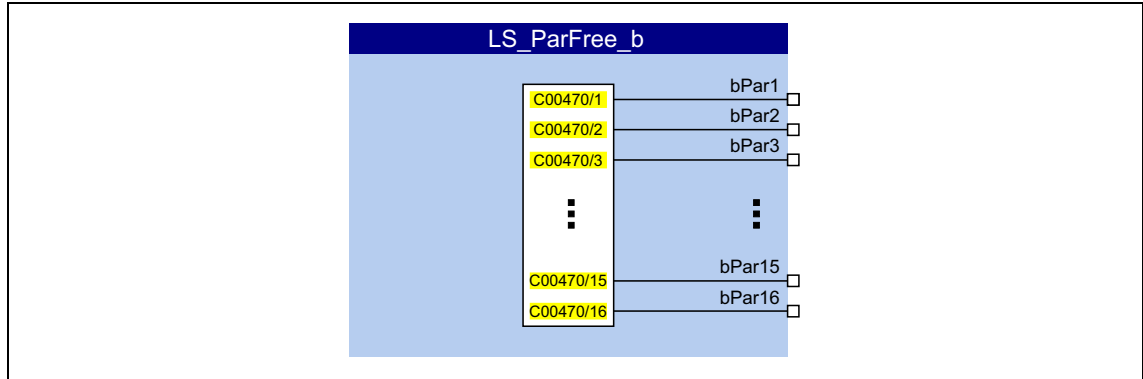 LS_ParFree_b
C00470/1 bPar1
C00470/2 bPar2
C00470/3 bPar3
C00470/15 bPar15
C00470/16 bPar16